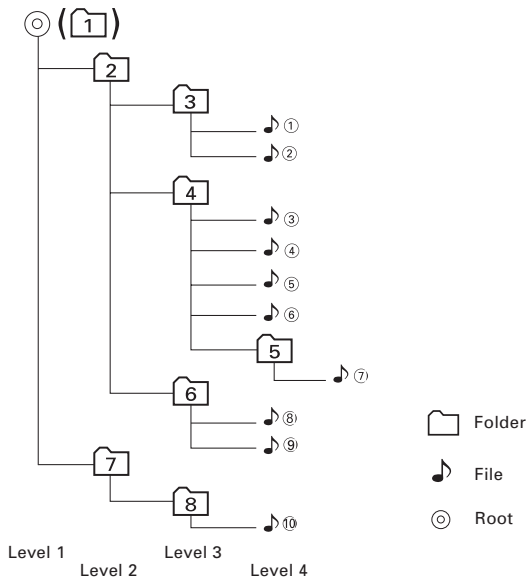 (1)
2
3
①
②
4
③
④
⑤
⑥
5
⑦
6
⑧
⑨
7
8
⑩
Folder
File
Root
Level 1
Level 2
Level 3
Level 4